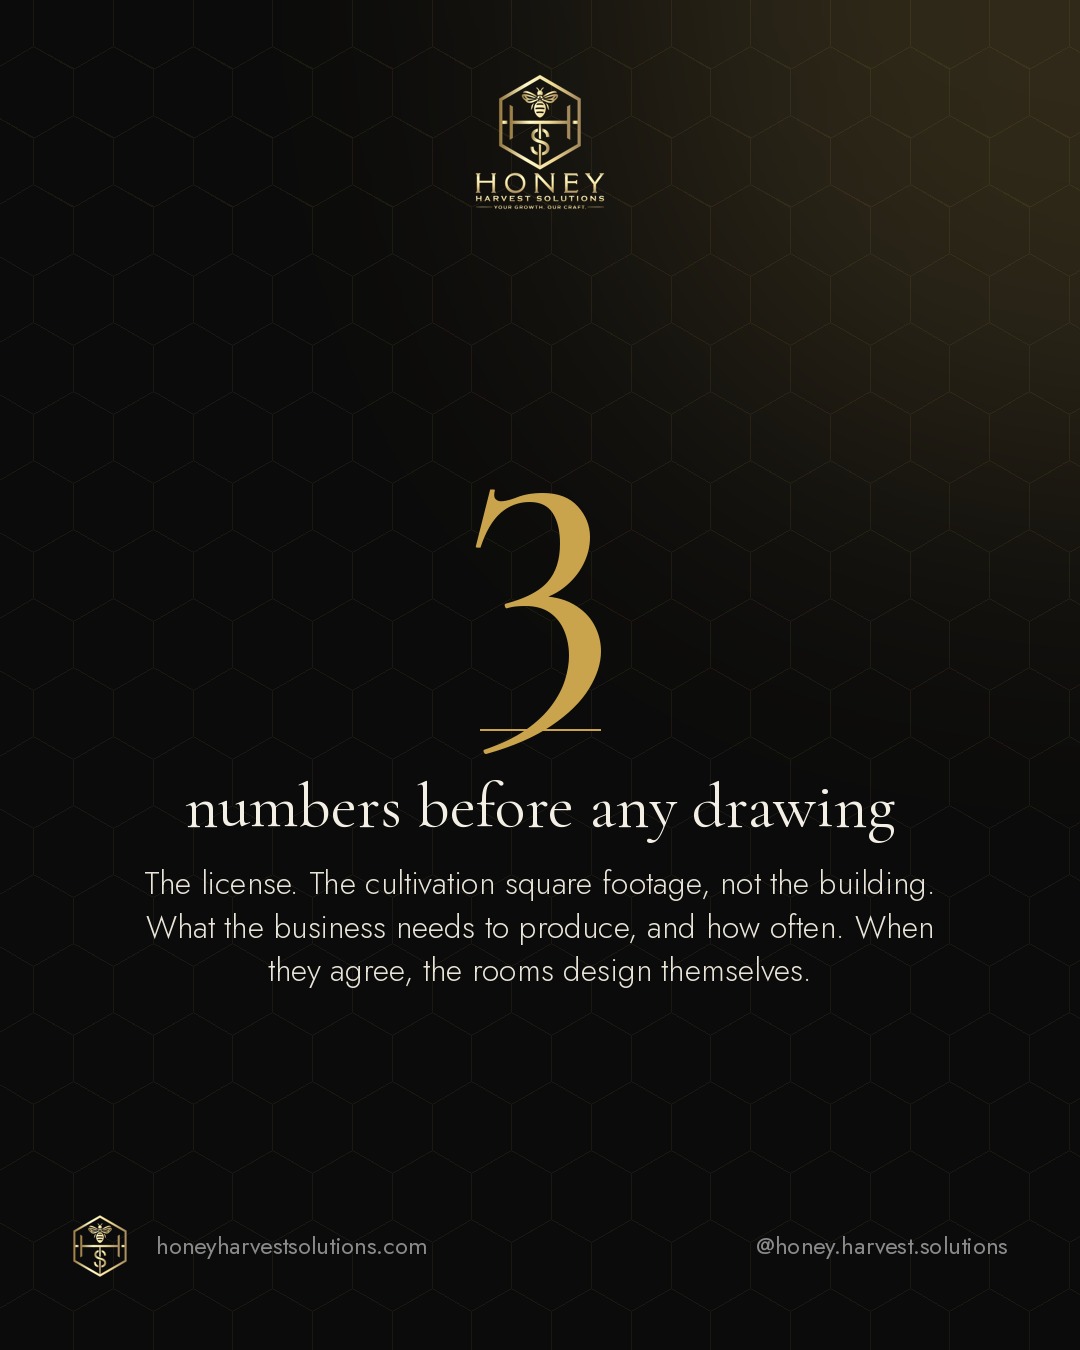 HONEY
HARVEST SOLUTIONS
YOUR GROWTH. OUR CRAFT.
3
numbers before any drawing
The license. The cultivation square footage, not the building.
What the business needs to produce, and how often. When
they agree, the rooms design themselves.
honeyharvestsolutions.com
@honey.harvest.solutions